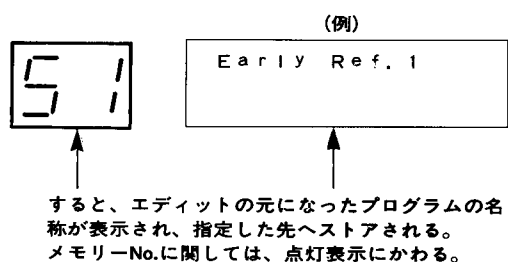 (例)
51
Early Ref. 1
すると、エディットの元になったプログラムの名
称が表示され、指定した先へストアされる。
メモリーNo.に関しては、点灯表示にかわる。